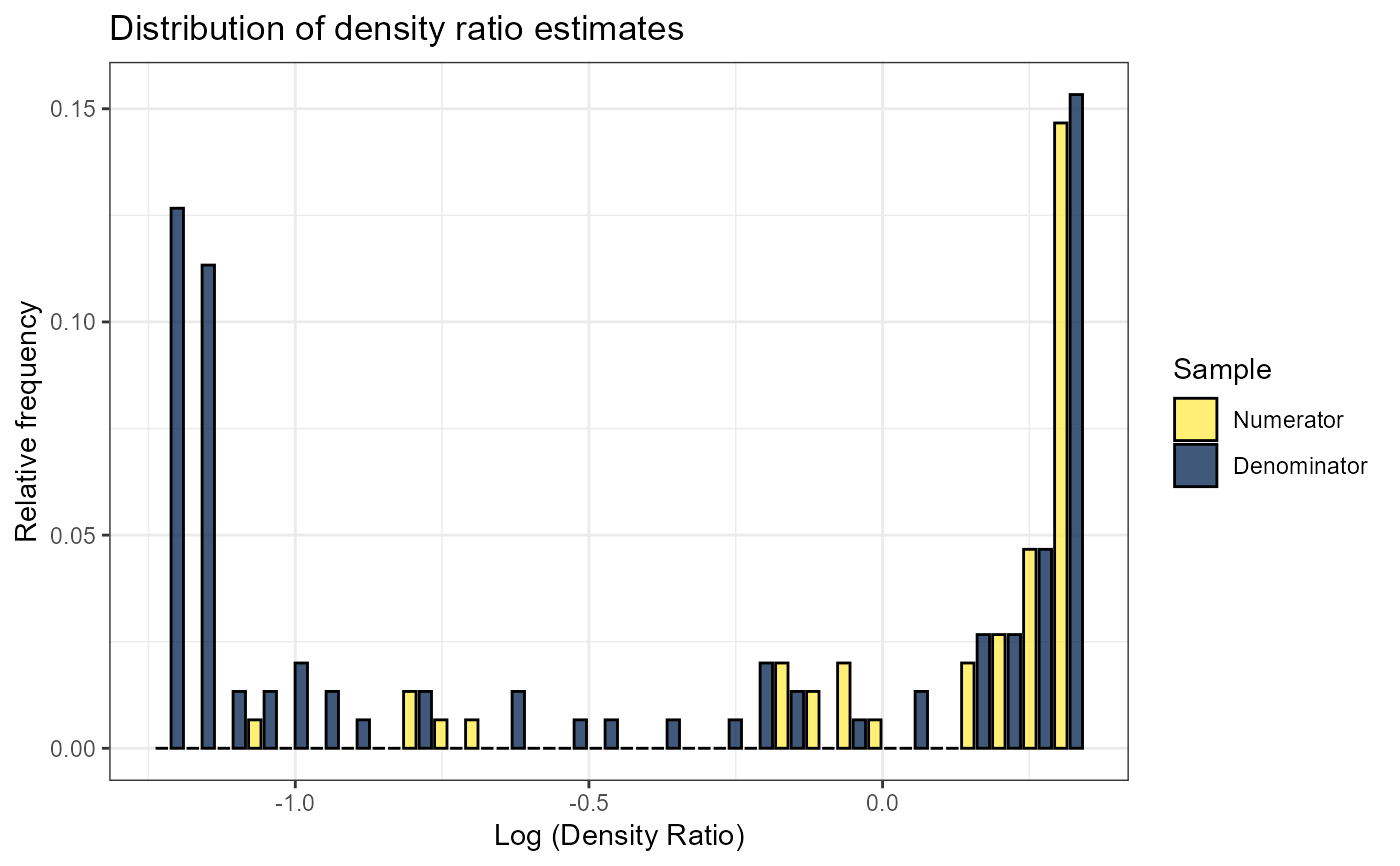 Distribution of density ratio estimates
0.15
0.10
0.05
0.00
Relative frequency
-1.0
-0.5
0.0
Log (Density Ratio)
Sample
Numerator
Denominator